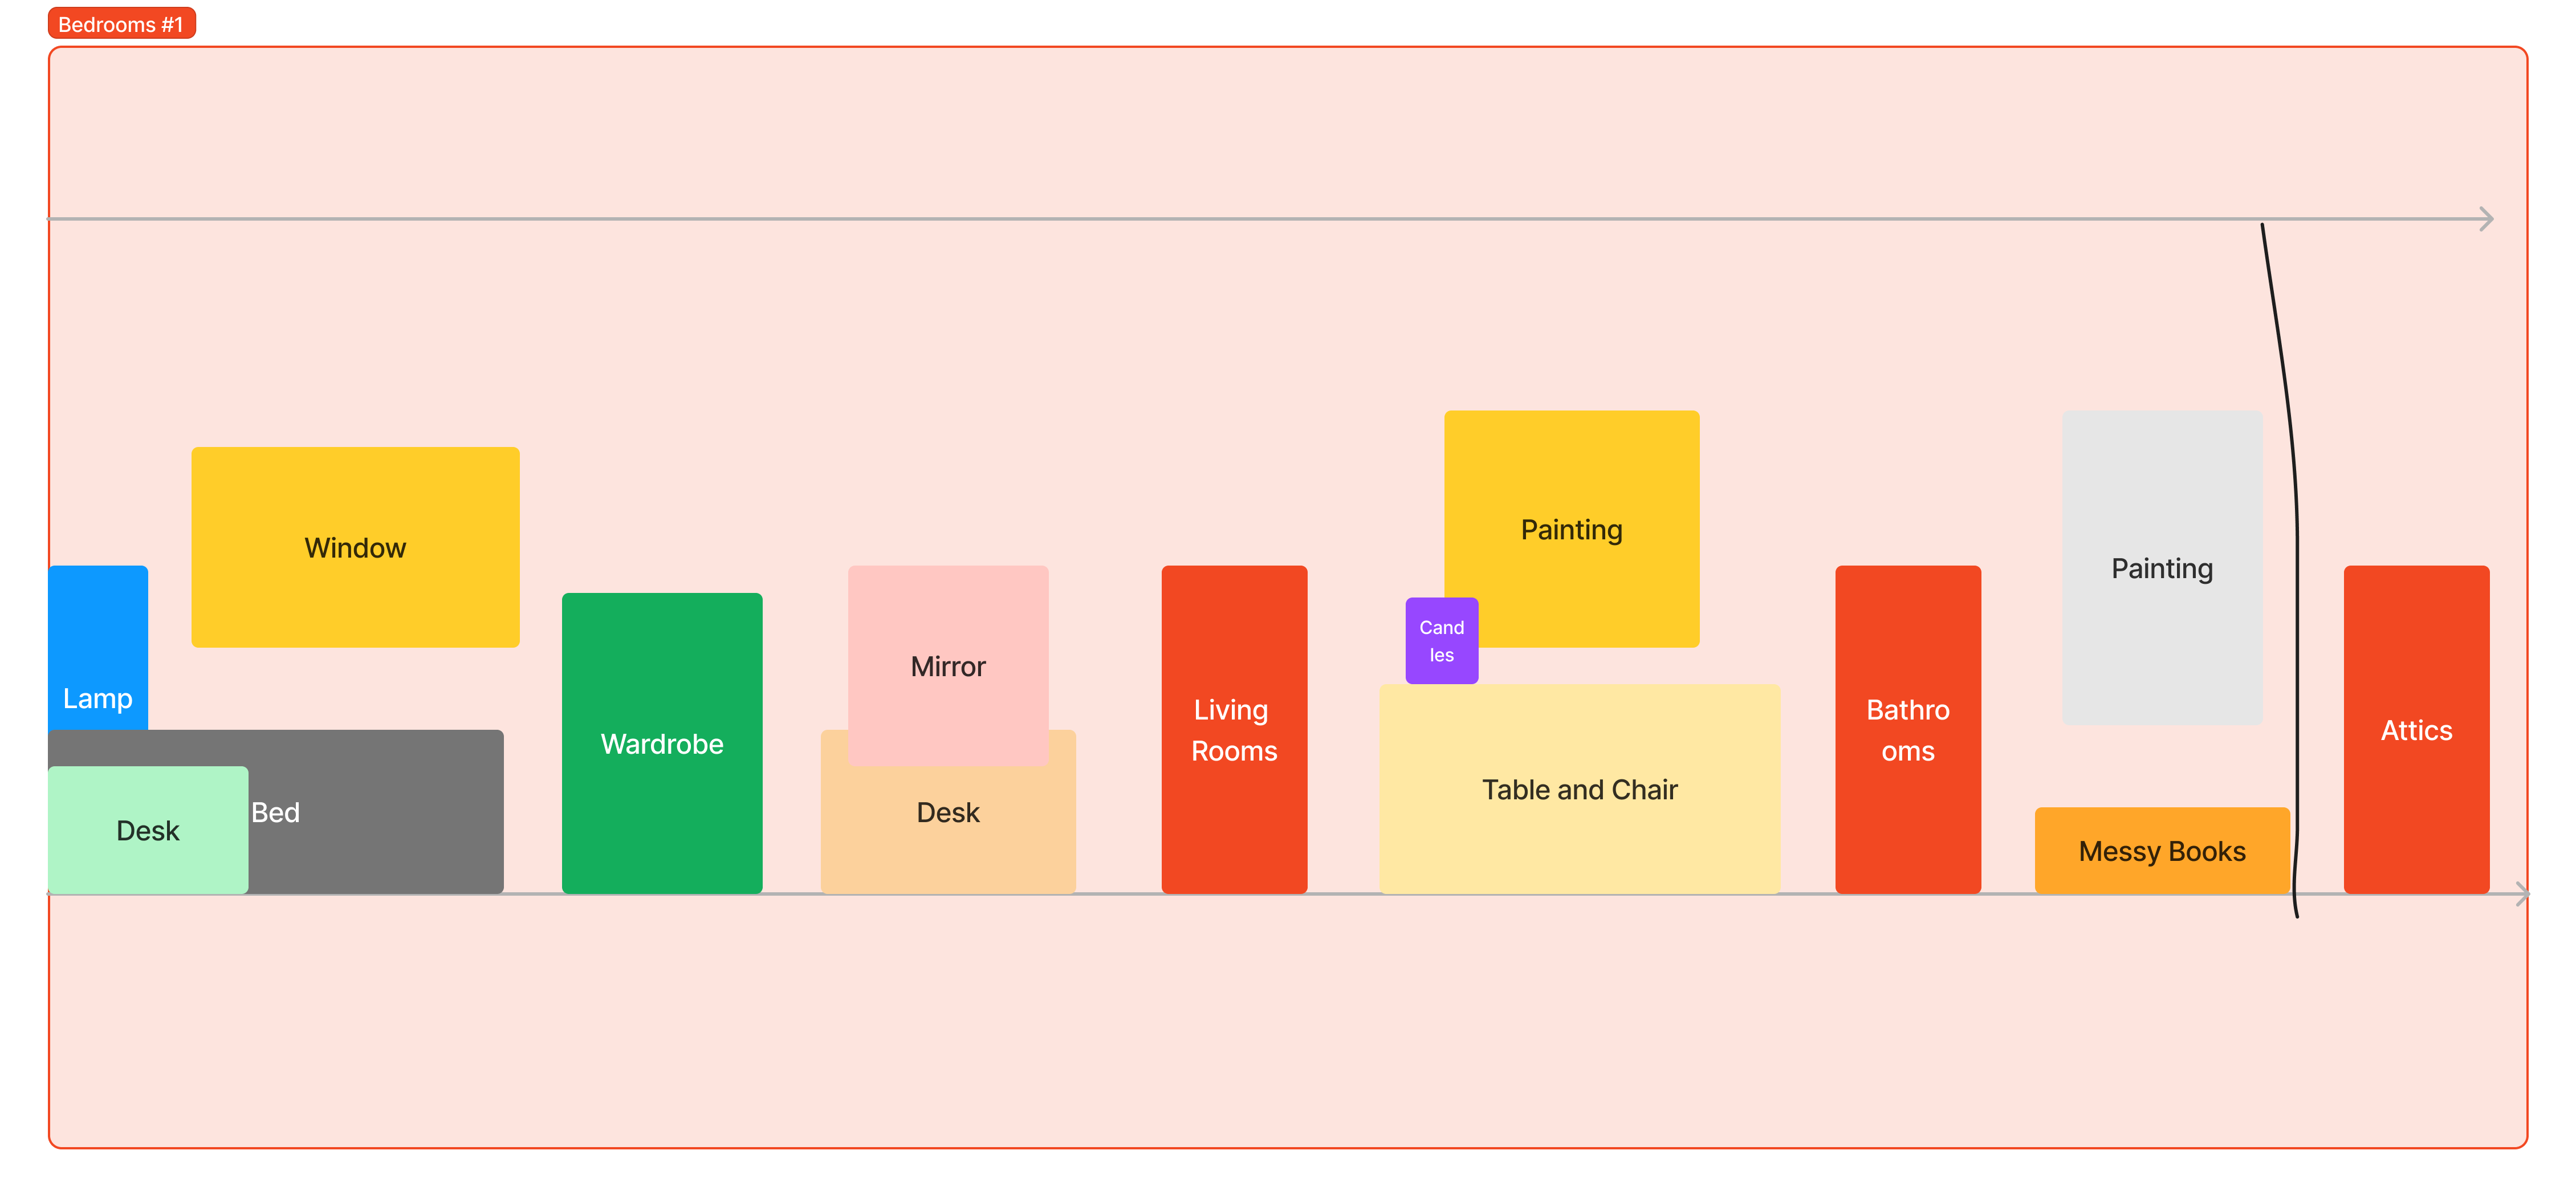 Bedrooms #1
Window
Lamp
Bed
Desk
Wardrobe
Mirror
Desk
Living
Rooms
Painting
Cand
les
Table and Chair
Bathro
oms
Painting
Messy Books
Attics